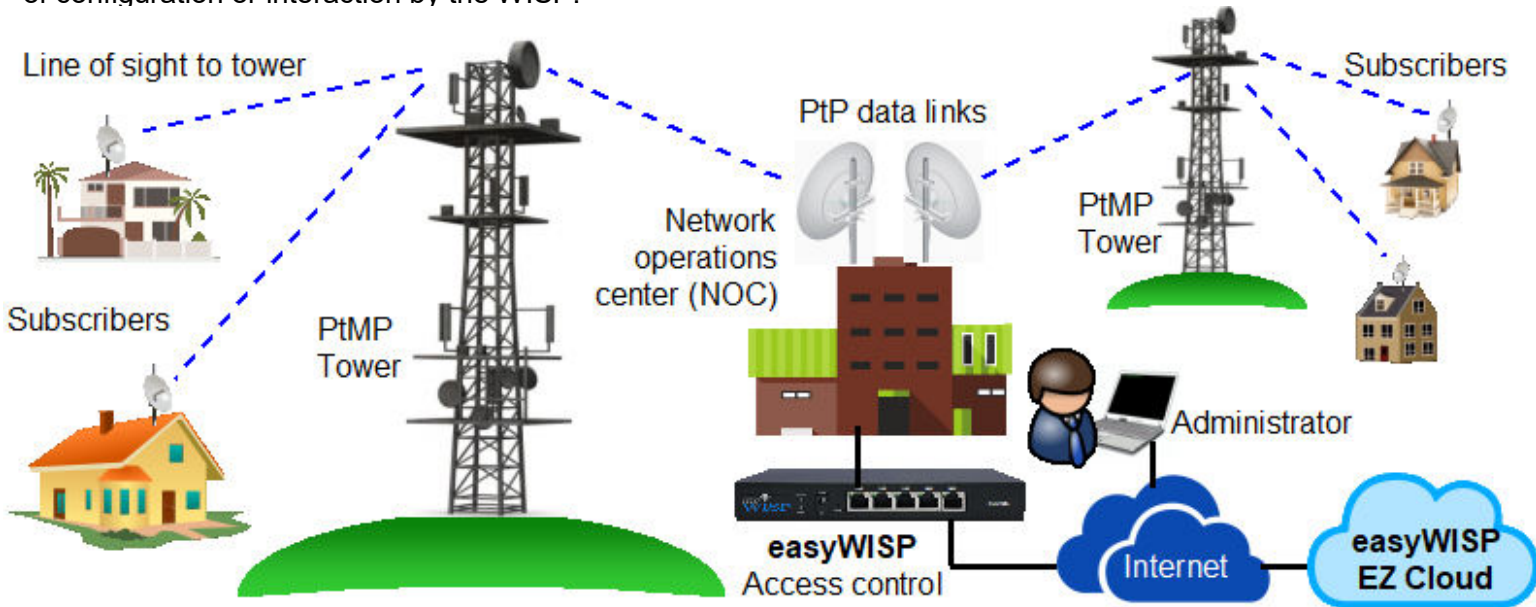 Line of sight to tower
Subscribers
PtP data links
Network
operations
center (NOC)
PtMP
Tower
Subscribers
PtMP
Tower
Administrator
Wisp
easyWISP
Access control
Internet
easyWISP
EZ Cloud